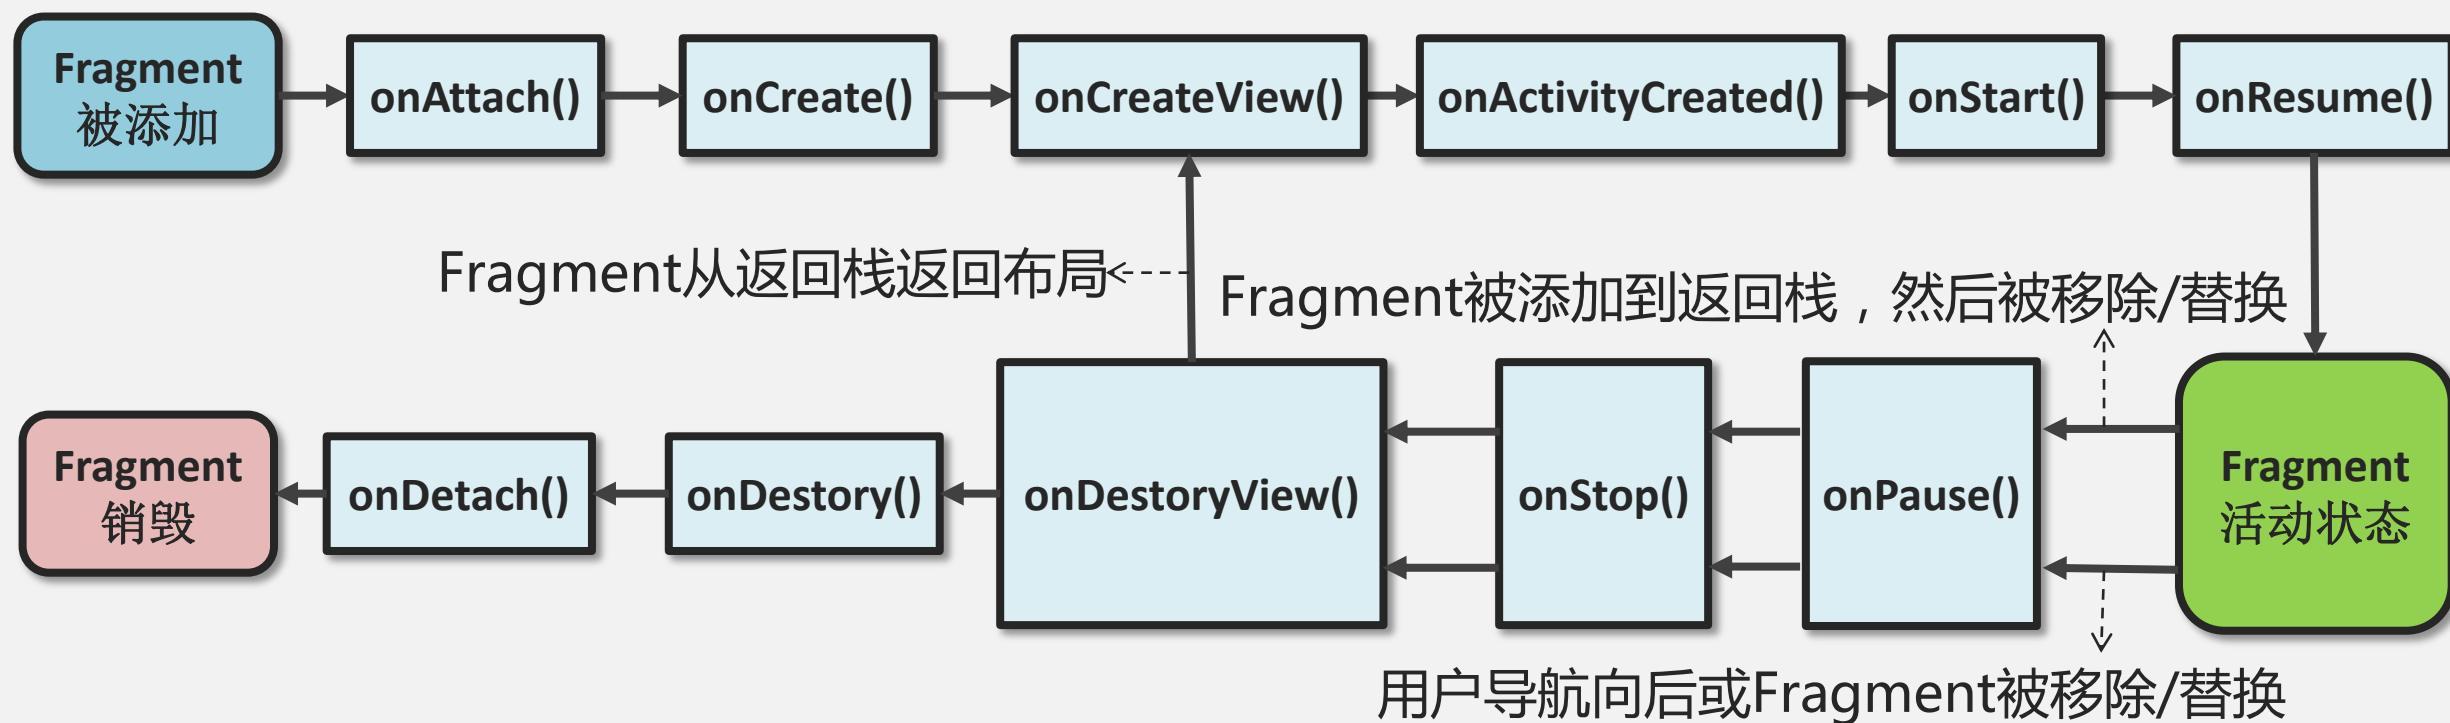 Fragment
被添加
onAttach()
onCreate()
onCreateView()
onActivityCreated()
onStart()
onResume()
Fragment从返回栈返回布局
Fragment被添加到返回栈，然后被移除/替换
Fragment
销毁
onDetach()
onDestory()
onDestoryView()
onStop()
onPause()
Fragment
活动状态
用户导航向后或Fragment被移除/替换